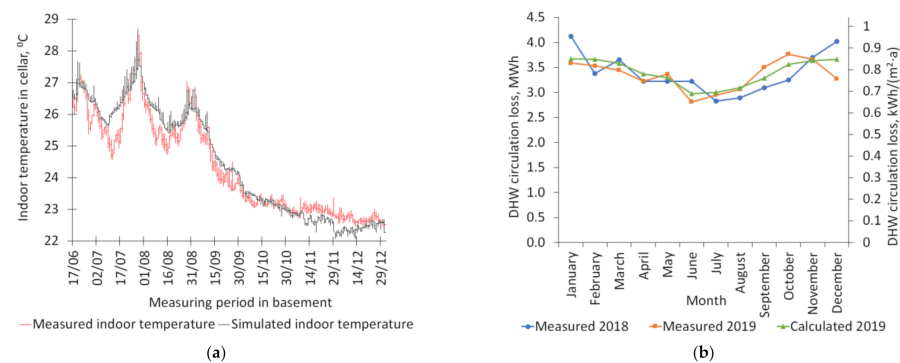 29
28
27
26
25
24
23
22
Indoor temperature in cellar, ºC
17/06
02/07
17/07
01/08
16/08
31/08
15/09
30/09
15/10
30/10
14/11
29/11
14/12
29/12
Measuring period in basement
Measured indoor temperature Simulated indoor temperature
(a)
4.5
4.0
3.5
3.0
2.5
2.0
1.5
1.0
0.5
0.0
DHW circulation loss, MWh
1
0.9
0.8
0.7
0.6
0.5
0.4
0.3
0.2
0.1
0
DHW circulation loss, kWh/(m²·a)
January
February
March
April
May
June
July
August
September
October
November
December
Month
Measured 2018 Measured 2019 Calculated 2019
(b)